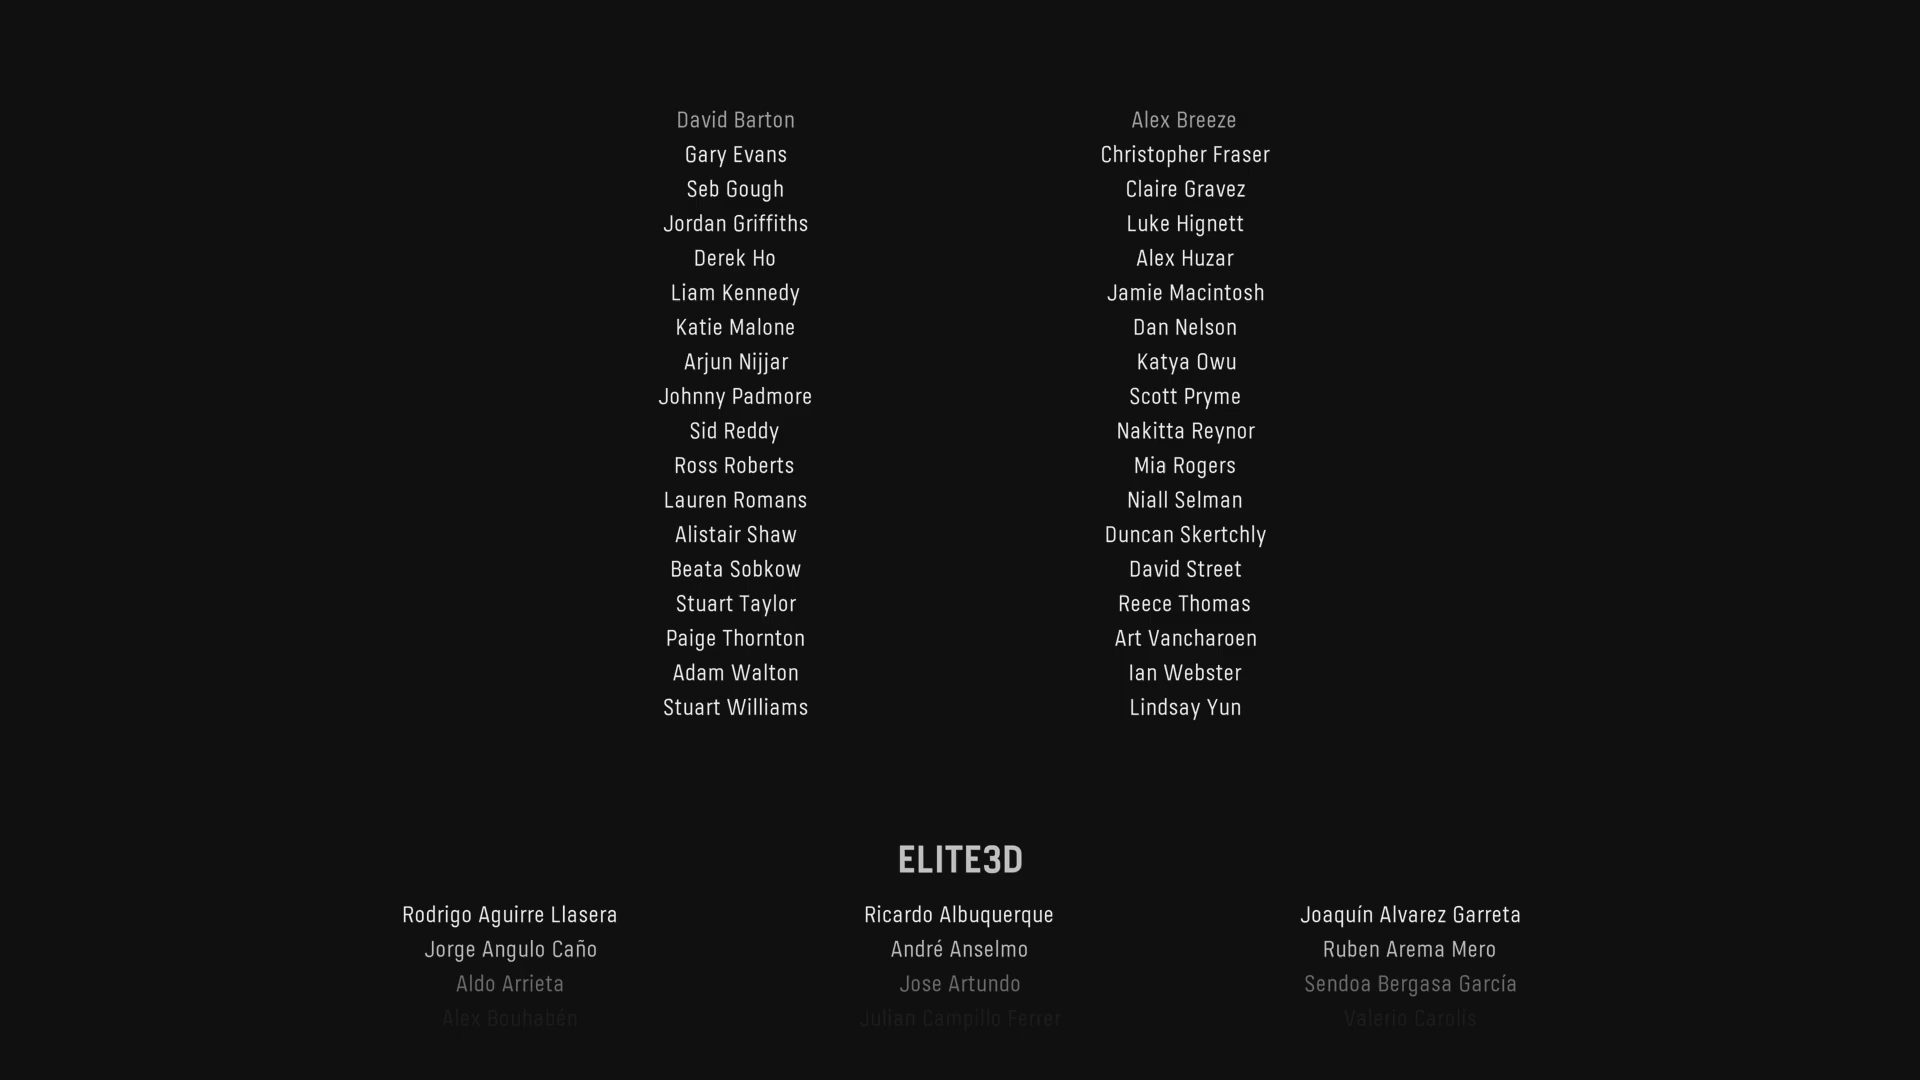 David Barton Alex Breeze
Gary Evans Christopher Fraser
Seb Gough Claire Gravez
Jordan Griffiths Luke Hignett
Derek Ho Alex Huzar
Liam Kennedy Jamie Macintosh
Katie Malone Dan Nelson
Arjun Nijjar Katya Owu
Johnny Padmore Scott Pryme
Sid Reddy Nakitta Reynor
Ross Roberts Mia Rogers
Lauren Romans Niall Selman
Alistair Shaw Duncan Skertchly
Beata Sobkow David Street
Stuart Taylor Reece Thomas
Paige Thornton Art Vancharoen
Adam Walton Ian Webster
Stuart Williams Lindsay Yun
ELITE3D
Rodrigo Aguirre Llasera Ricardo Albuquerque Joaquín Alvarez Garreta
Jorge Angulo Caño André Anselmo Ruben Arema Mero
Aldo Arrieta Jose Artundo Sendoa Bergasa García
Alex Bouhabén Julian Campillo Ferrer Valerio Carolis